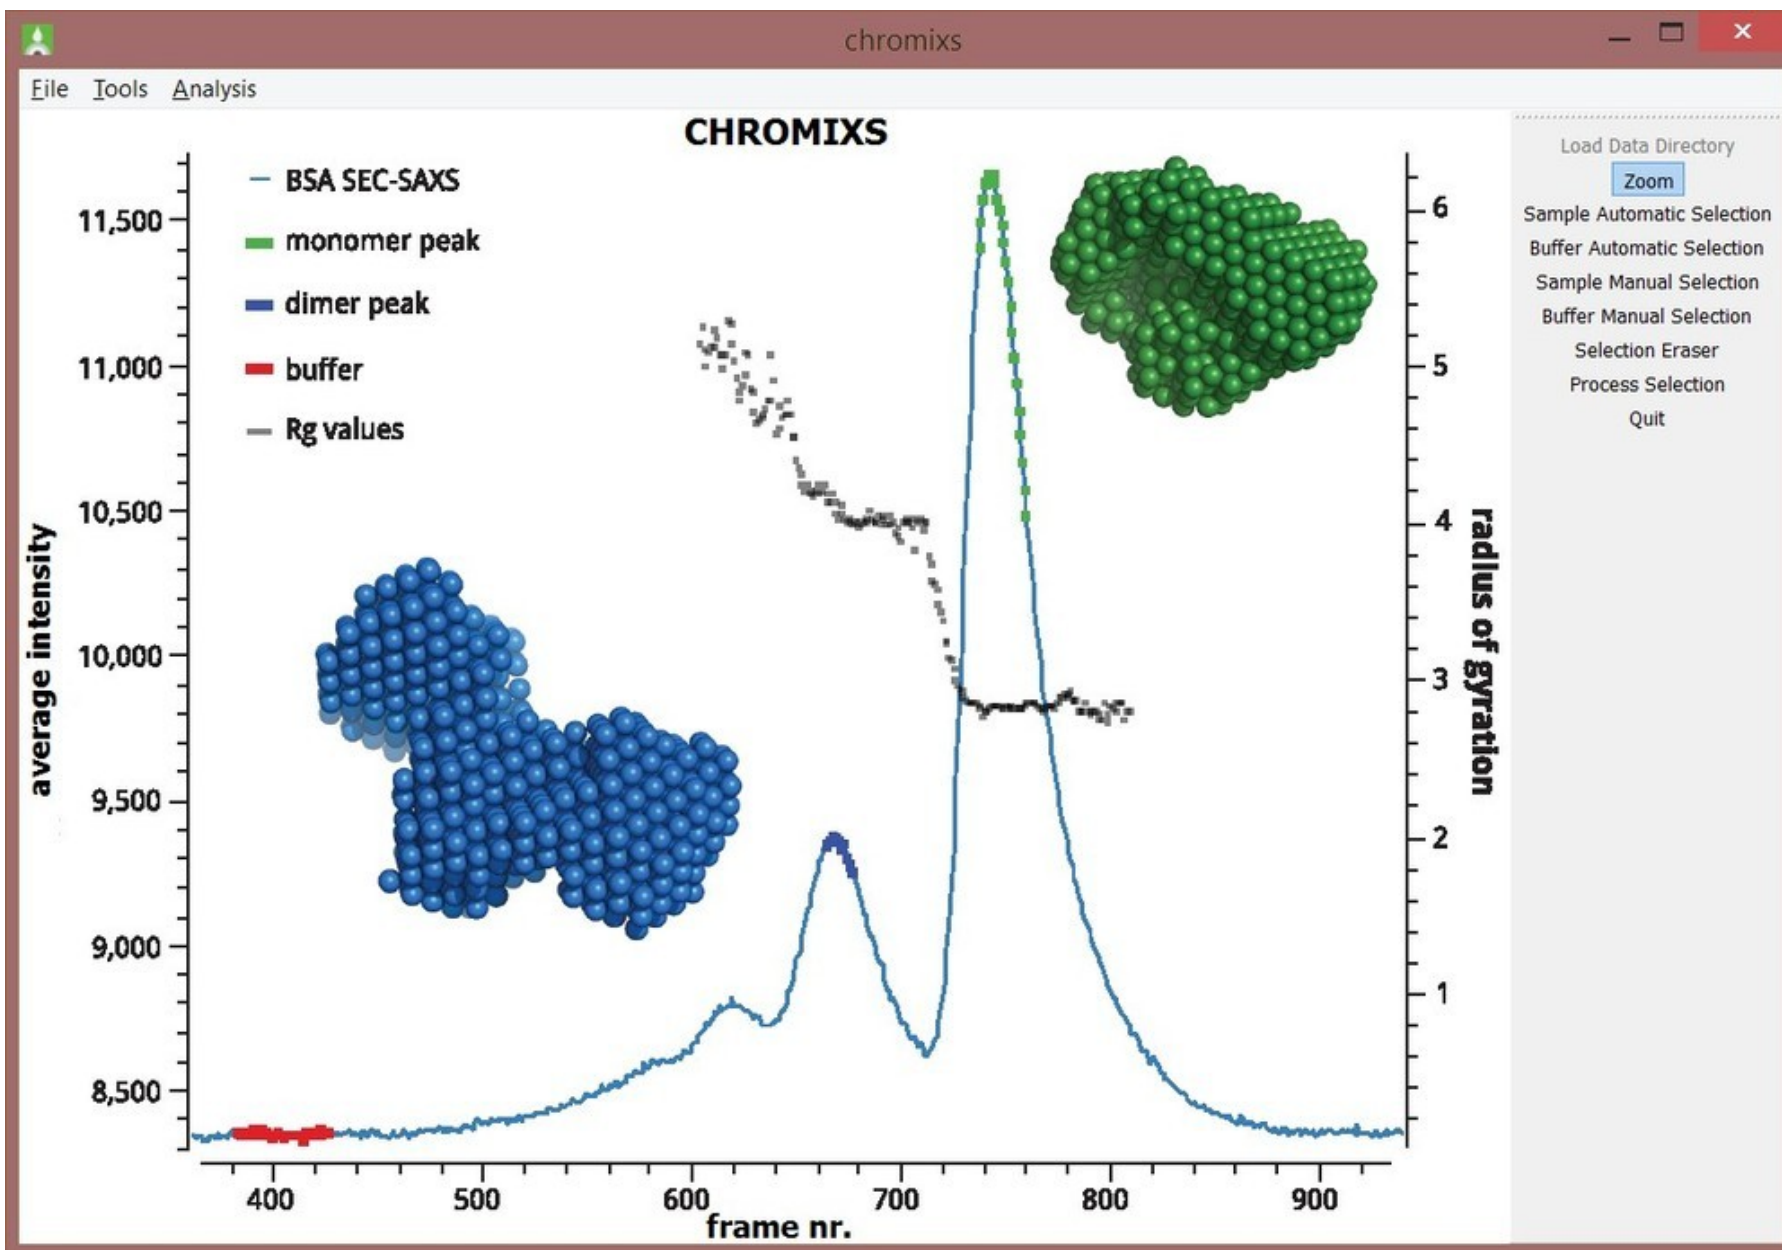 chromixs
File Tools Analysis
CHROMIXS
BSA SEC-SAXS
monomer peak
dimer peak
buffer
Rg values
average intensity
11,500
11,000
10,500
10,000
9,500
9,000
8,500
radius of gyration
6
5
4
3
2
1
400 500 600 700 800 900
frame nr.
Load Data Directory
Zoom
Sample Automatic Selection
Buffer Automatic Selection
Sample Manual Selection
Buffer Manual Selection
Selection Eraser
Process Selection
Quit